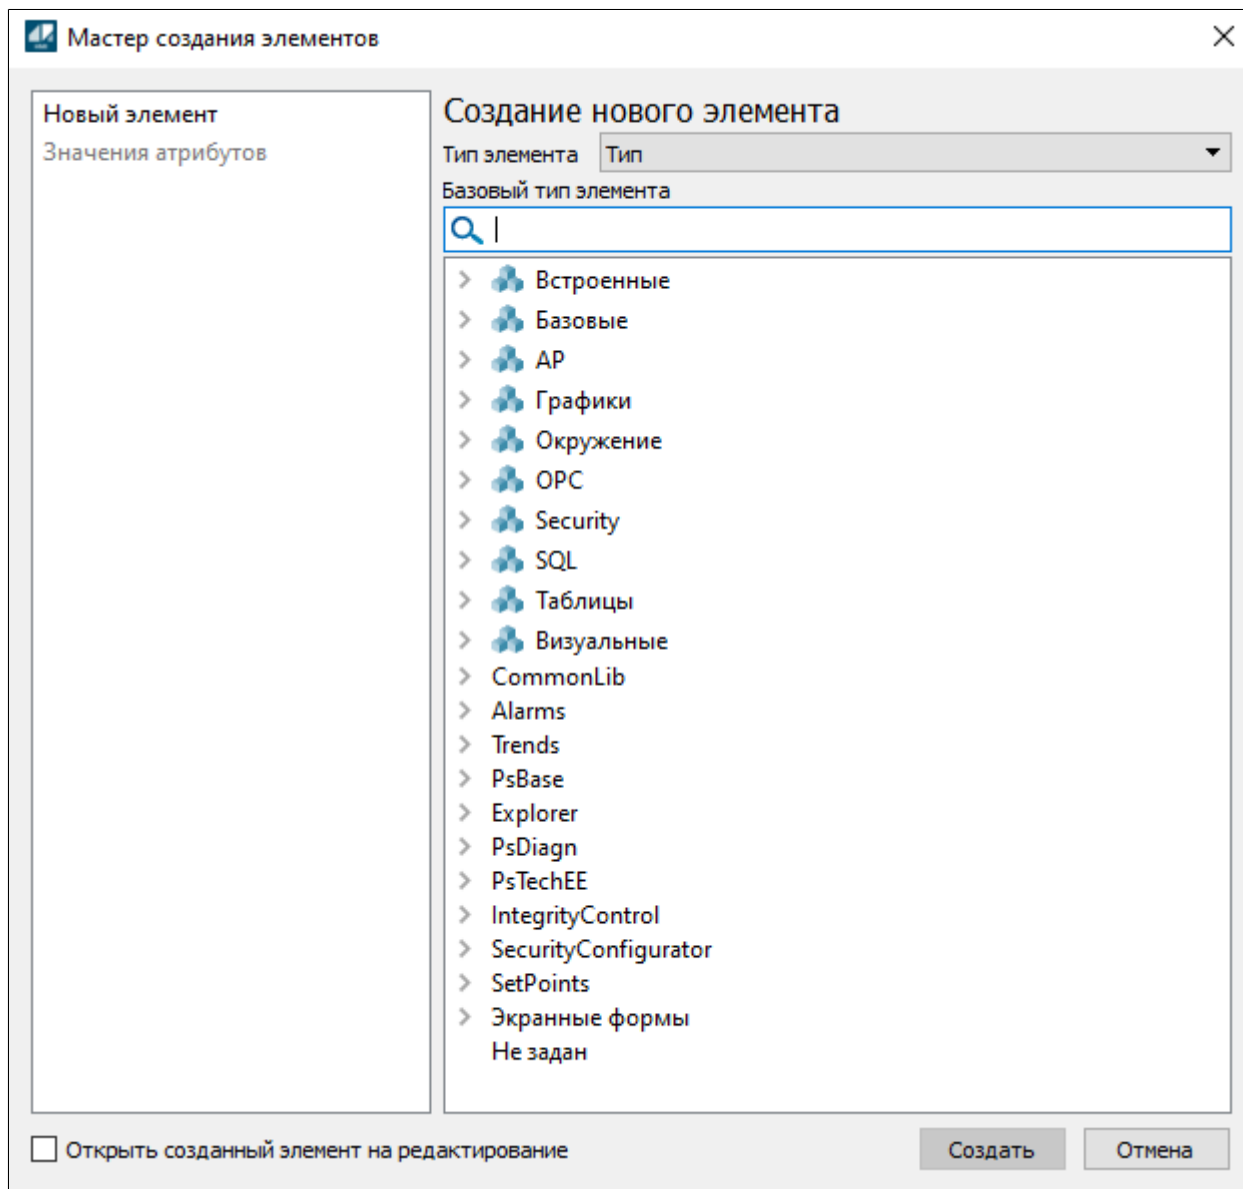 Мастер создания элементов
Новый элемент
Значения атрибутов
Создание нового элемента
Тип элемента Тип
Базовый тип элемента
Встроенные
Базовые
AP
Графики
Окружение
OPC
Security
SQL
Таблицы
Визуальные
CommonLib
Alarms
Trends
PsBase
Explorer
PsDiagn
PsTechEE
IntegrityControl
SecurityConfigurator
SetPoints
Экранные формы
Не задан
Открыть созданный элемент на редактирование
Создать Отмена